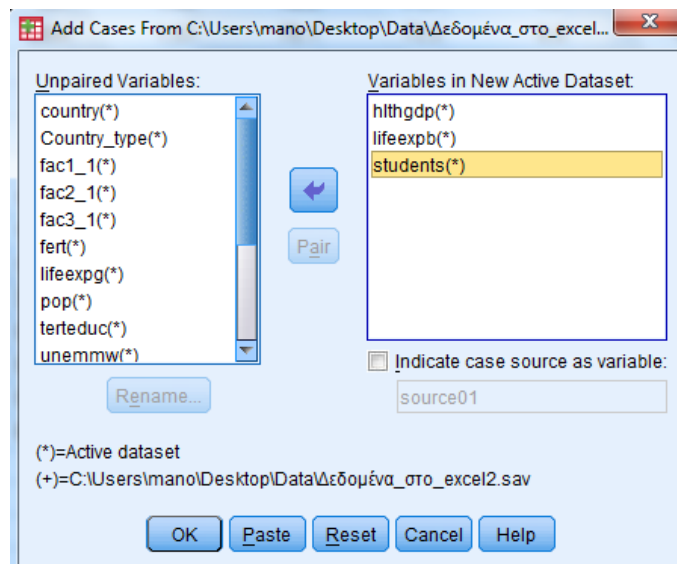 Add Cases From C:\Users\mano\Desktop\Data\Δεδομένα_στο_excel...
Unpaired Variables:
country(*)
Country_type(*)
fac1_1(*)
fac2_1(*)
fac3_1(*)
fert(*)
lifeexpg(*)
pop(*)
terteduc(*)
unemmw(*)
Rename...
Pair
Variables in New Active Dataset:
hlthgdp(*)
lifeexpb(*)
students(*)
Indicate case source as variable:
source01
(*)=Active dataset
(+)=C:\Users\mano\Desktop\Data\Δεδομένα_στο_excel2.sav
OK Paste Reset Cancel Help